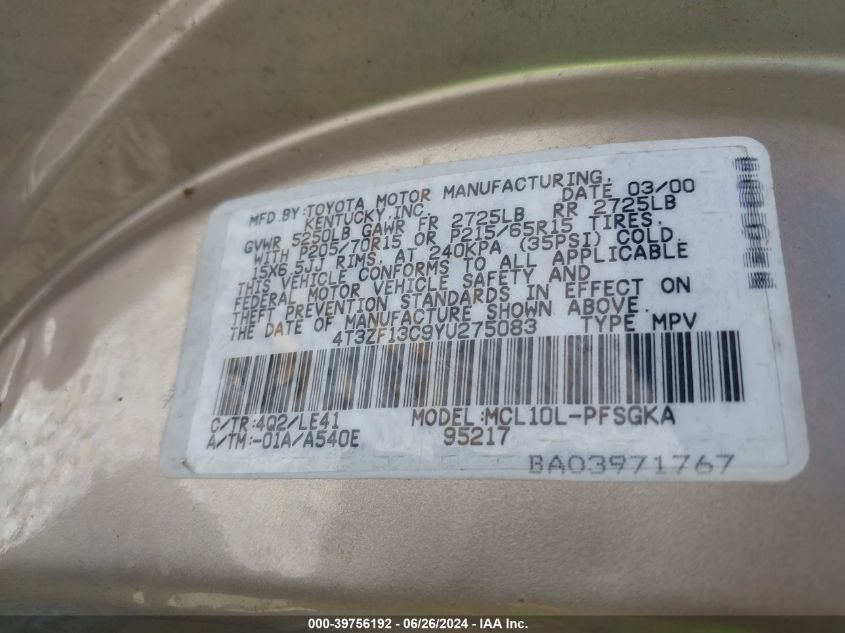 MFD.BY:TOYOTA MOTOR MANUFACTURING,
KENTUCKY,INC. DATE 03/00
GVWR 5250LB GAWR FR 2725LB RR 2725LB
WITH P205/70R15 OR P215/65R15 TIRES,
15X6.5JJ RIMS, AT 240KPA (35PSI) COLD.
THIS VEHICLE CONFORMS TO ALL APPLICABLE
FEDERAL MOTOR VEHICLE SAFETY AND
THEFT PREVENTION STANDARDS IN EFFECT ON
THE DATE OF MANUFACTURE SHOWN ABOVE.
4T3ZF13C9YU275083 TYPE MPV
C/TR:4Q2/LE41 MODEL:MCL10L-PFSGKA
A/TM:-01A/A540E 95217
BA03971767
000-39756192 - 06/26/2024 - IAA Inc.